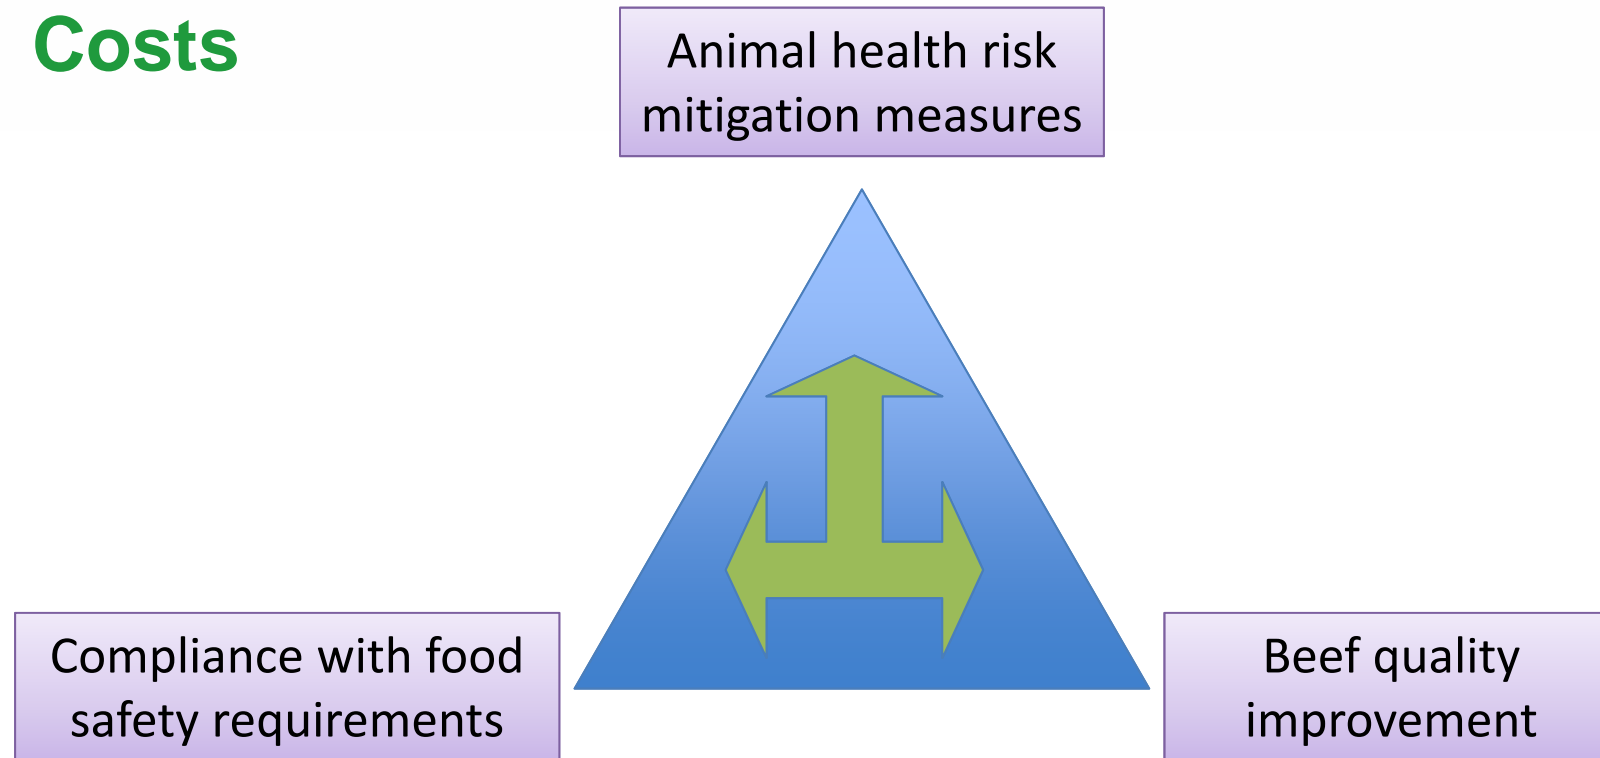 Costs
Animal health risk
mitigation measures
Compliance with food
safety requirements
Beef quality
improvement